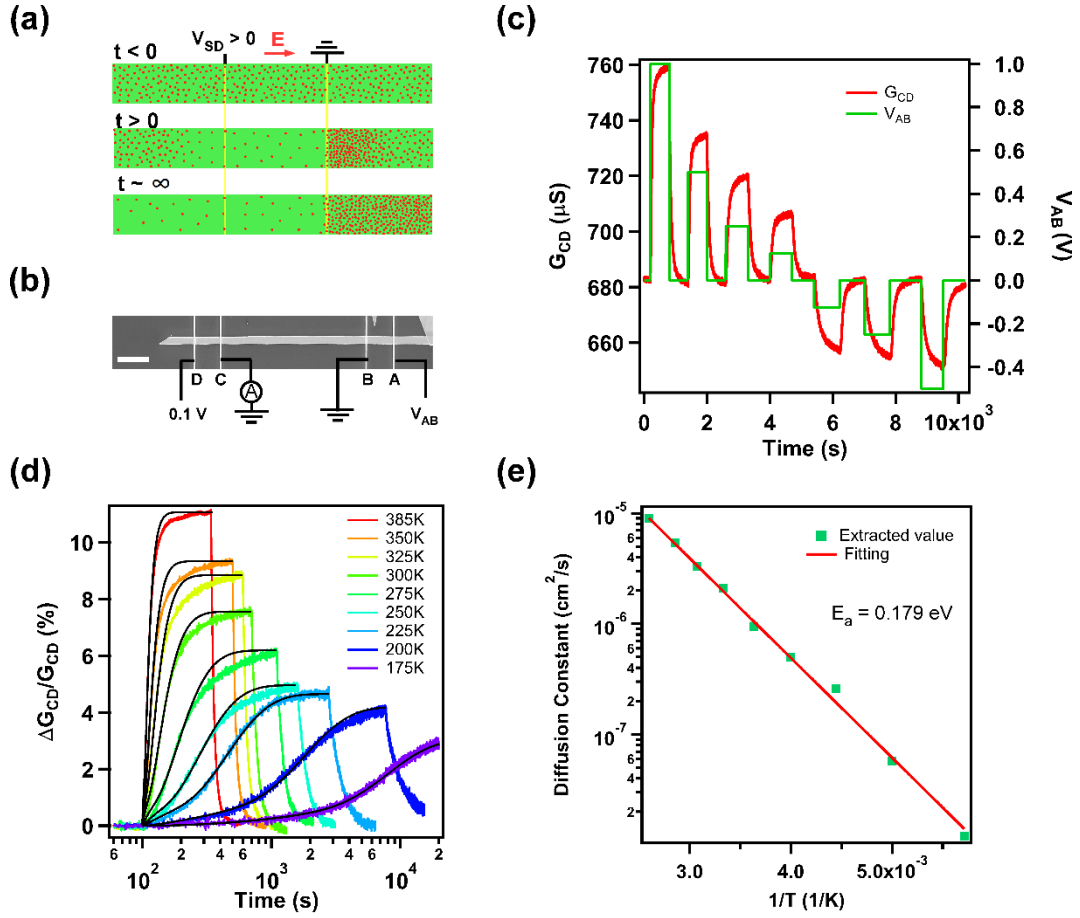 (a)
V_SD > 0 E
t < 0
t > 0
t ~ ∞
(b)
D C B A
A
0.1 V V_AB
(c)
760
740
720
700
680
660
G_CD (µS)
G_CD
V_AB
1.0
0.8
0.6
0.4
0.2
0.0
-0.2
-0.4
V_AB (V)
0 2 4 6 8 10x10^3
Time (s)
(d)
10
8
6
4
2
0
ΔG_CD/G_CD (%)
385K
350K
325K
300K
275K
250K
225K
200K
175K
6 2 4 6 2 4 6 2
10^2 10^3 10^4
Time (s)
(e)
10^-5
8
6
4
2
10^-6
8
6
4
2
10^-7
8
6
4
2
Diffusion Constant (cm^2/s)
Extracted value
Fitting
E_a = 0.179 eV
3.0 4.0 5.0x10^-3
1/T (1/K)